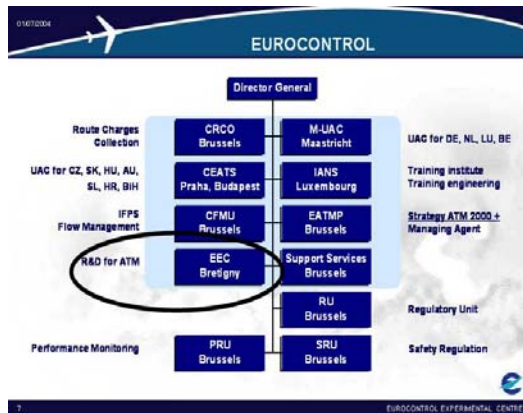 01/07/2004
EUROCONTROL
Director General
Route Charges
Collection
CRCO
Brussels
M-UAC
Maastricht
UAC for DE, NL, LU, BE
UAC for CZ, SK, HU, AU,
SL, HR, BIH
CEATS
Praha, Budapest
IANS
Luxembourg
Training institute
Training engineering
IFPS
Flow Management
CFMU
Brussels
EATMP
Brussels
Strategy ATM 2000 +
Managing Agent
R&D for ATM
EEC
Bretigny
Support Services
Brussels
RU
Brussels
Regulatory Unit
Performance Monitoring
PRU
Brussels
SRU
Brussels
Safety Regulation
7
EUROCONTROL EXPERIMENTAL CENTRE